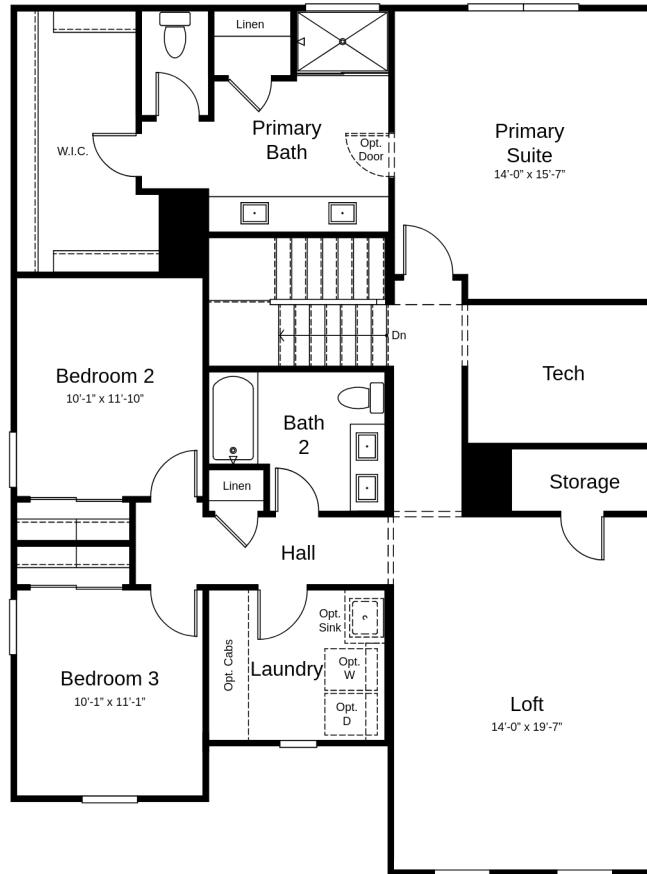 Linen
W.I.C.
Primary
Bath
Opt.
Door
Primary
Suite
14’-0” x 15’-7”
Dn
Bedroom 2
10’-1” x 11’-10”
Tech
Bath
2
Linen
Storage
Hall
Bedroom 3
10’-1” x 11’-1”
Opt. Cabs
Laundry
Opt.
Sink
Opt.
W
Opt.
D
Loft
14’-0” x 19’-7”